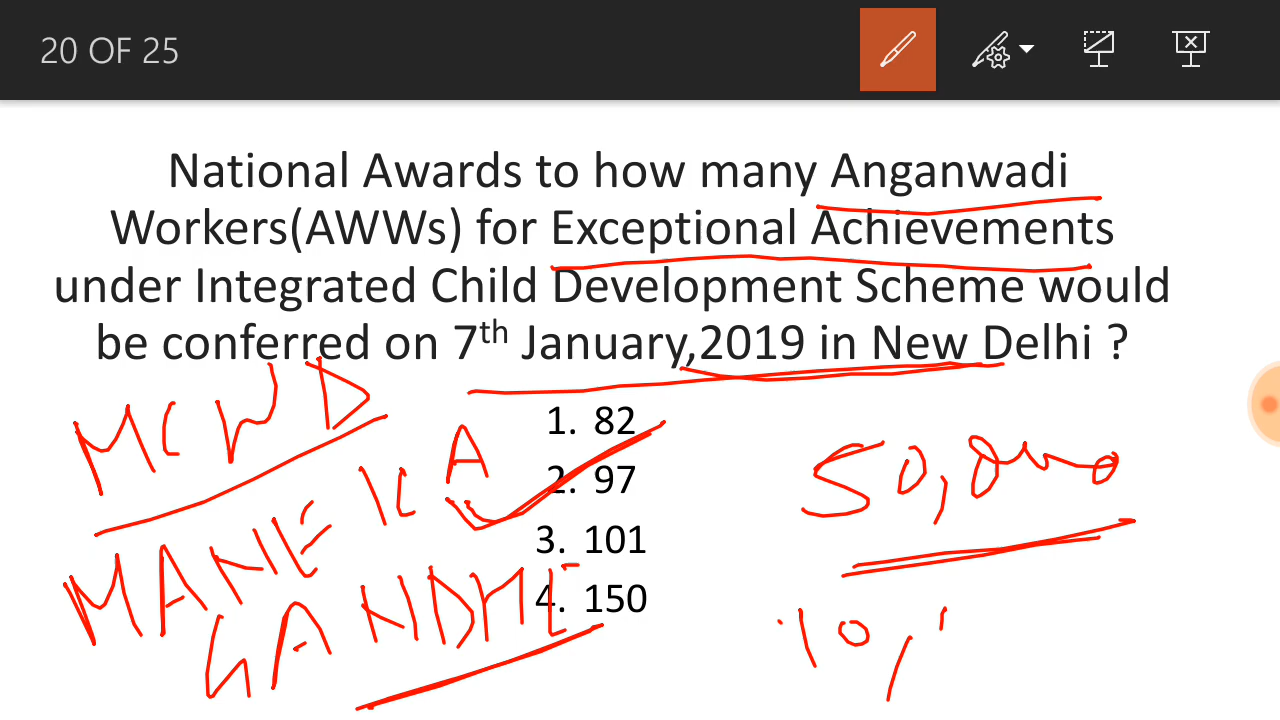 20 OF 25
National Awards to how many Anganwadi
Workers(AWWs) for Exceptional Achievements
under Integrated Child Development Scheme would
be conferred on 7th January,2019 in New Delhi ?
MCWD
1. 82
2. 97
3. 101
4. 150
MANEKA
GANDHI
50,000
10,